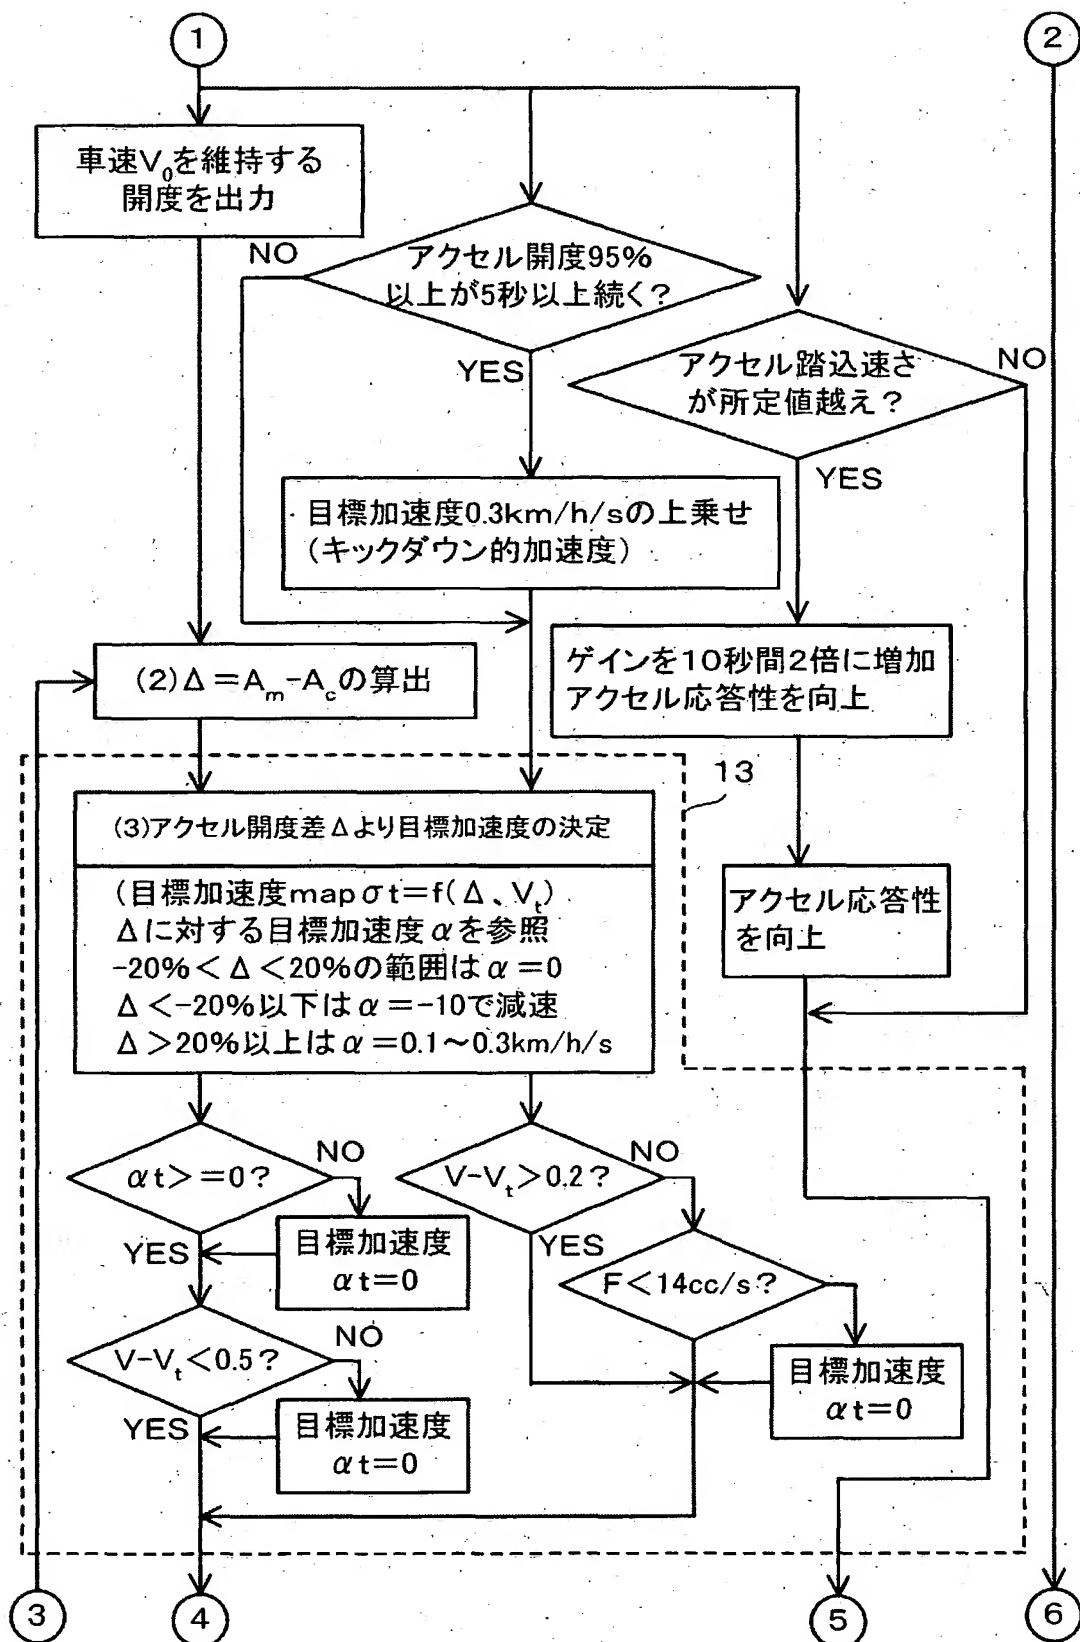 1
2
車速V0を維持する
開度を出力
NO
アクセル開度95%
以上が5秒以上続く?
YES
アクセル踏込速さ
が所定値越え?
NO
YES
目標加速度0.3km/h/sの上乗せ
(キックダウン的加速度)
ゲインを10秒間2倍に増加
アクセル応答性を向上
(2)Δ=Am-Acの算出
13
(3)アクセル開度差Δより目標加速度の決定
(目標加速度mapσt=f(Δ、Vt)
Δに対する目標加速度αを参照
-20%<Δ<20%の範囲はα=0
Δ<-20%以下はα=-10で減速
Δ>20%以上はα=0.1~0.3km/h/s
アクセル応答性
を向上
αt>=0?
NO
YES
目標加速度
αt=0
V-Vt>0.2?
NO
YES
F<14cc/s?
目標加速度
αt=0
V-Vt<0.5?
NO
YES
目標加速度
αt=0
3
4
5
6